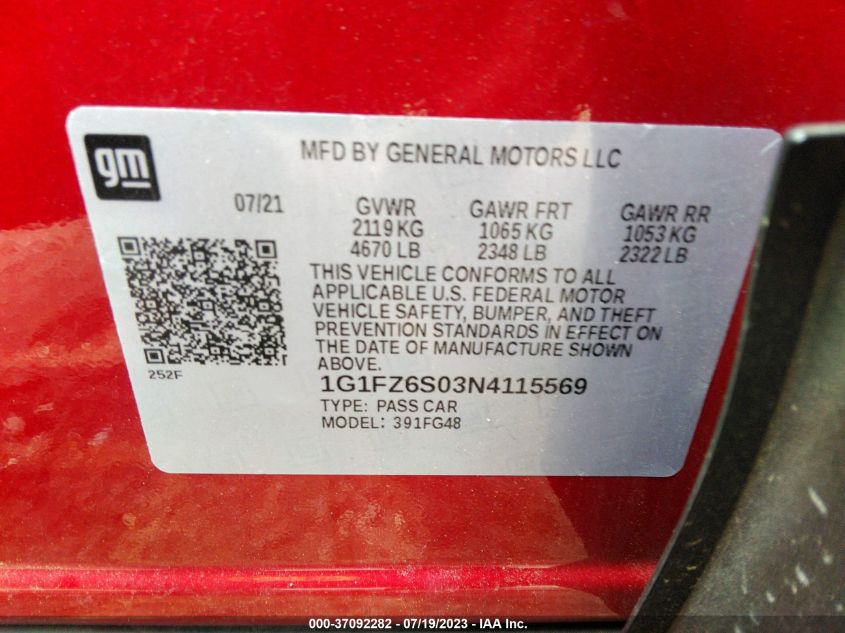 gm
MFD BY GENERAL MOTORS LLC
07/21
GVWR
2119 KG
4670 LB
GAWR FRT
1065 KG
2348 LB
GAWR RR
1053 KG
2322 LB
THIS VEHICLE CONFORMS TO ALL
APPLICABLE U.S. FEDERAL MOTOR
VEHICLE SAFETY, BUMPER, AND THEFT
PREVENTION STANDARDS IN EFFECT ON
THE DATE OF MANUFACTURE SHOWN
ABOVE.
252F
1G1FZ6S03N4115569
TYPE: PASS CAR
MODEL: 391FG48
000-37092282 - 07/19/2023 - IAA Inc.